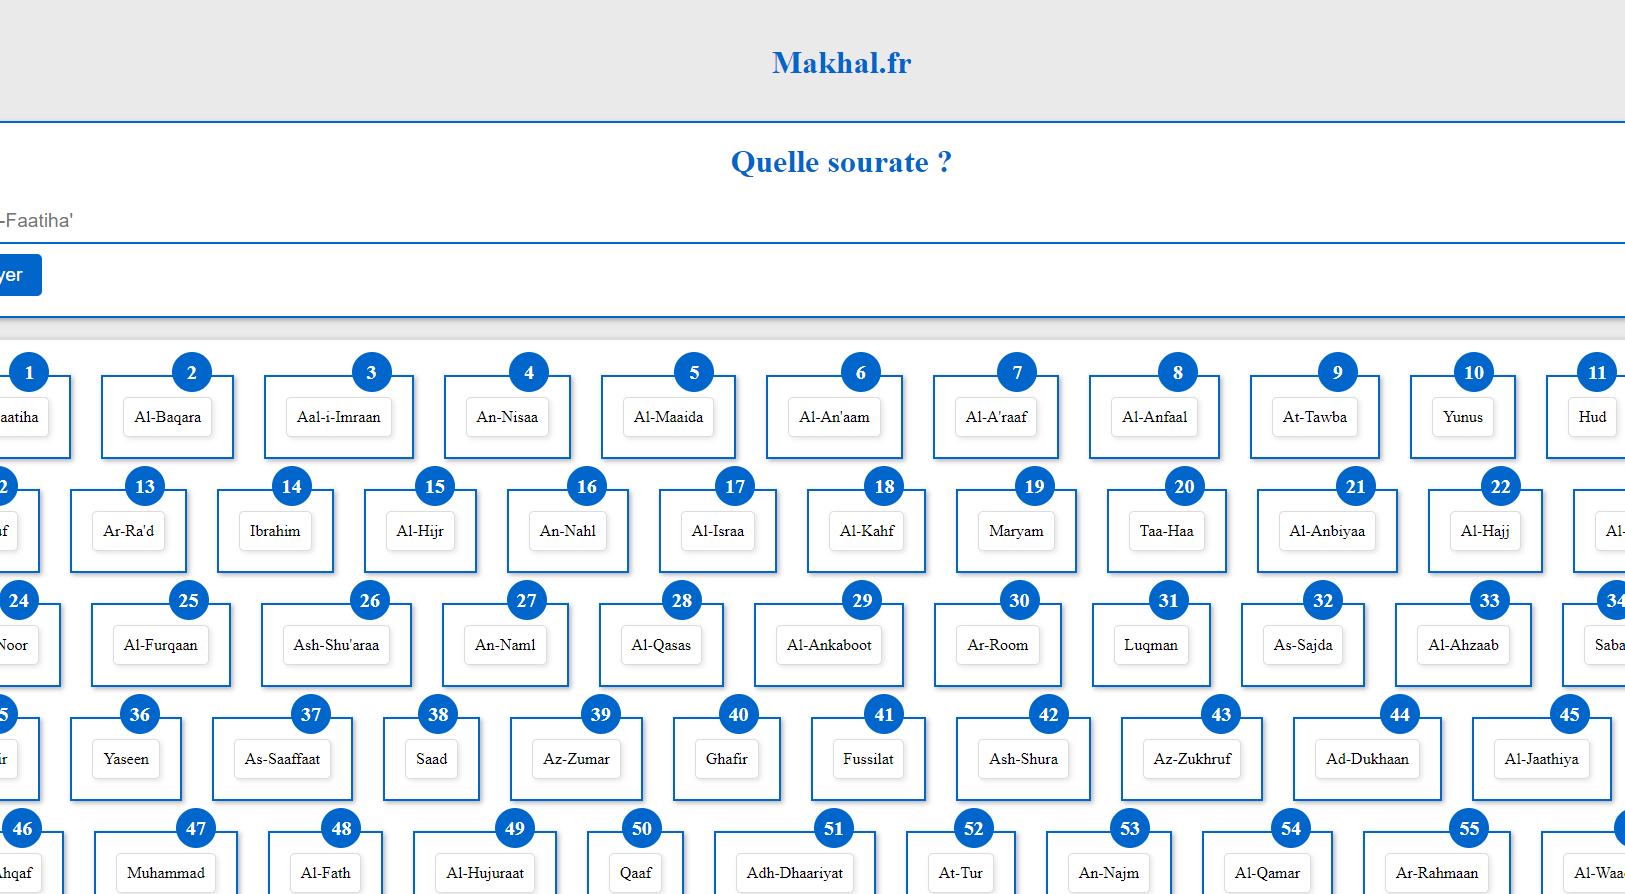 Makhal.fr
Quelle sourate ?
-Faatiha'
yer
1 2 3 4 5 6 7 8 9 10 11
aatiha Al-Baqara Aal-i-Imraan An-Nisaa Al-Maaida Al-An'aam Al-A'raaf Al-Anfaal At-Tawba Yunus Hud
2 13 14 15 16 17 18 19 20 21 22
f Ar-Ra'd Ibrahim Al-Hijr An-Nahl Al-Israa Al-Kahf Maryam Taa-Haa Al-Anbiyaa Al-Hajj Al-
24 25 26 27 28 29 30 31 32 33 34
Noor Al-Furqaan Ash-Shu'araa An-Naml Al-Qasas Al-Ankaboot Ar-Room Luqman As-Sajda Al-Ahzaab Saba
5 36 37 38 39 40 41 42 43 44 45
ir Yaseen As-Saaffaat Saad Az-Zumar Ghafir Fussilat Ash-Shura Az-Zukhruf Ad-Dukhaan Al-Jaathiya
46 47 48 49 50 51 52 53 54 55
hqaf Muhammad Al-Fath Al-Hujuraat Qaaf Adh-Dhaariyat At-Tur An-Najm Al-Qamar Ar-Rahmaan Al-Waa